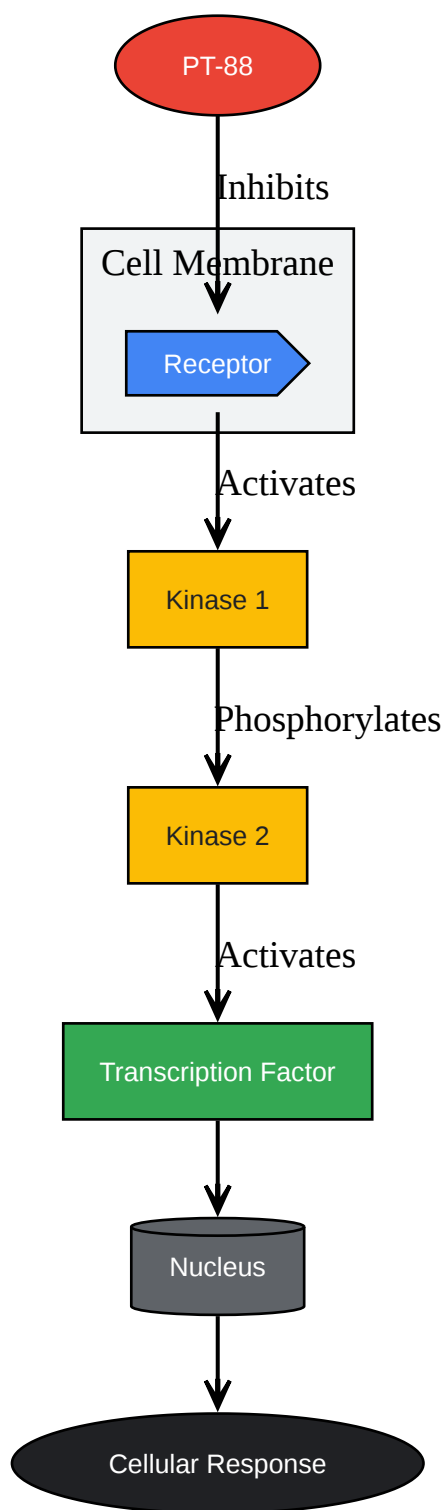 PT-88
Inhibits
Cell Membrane
Receptor
Activates
Kinase 1
Phosphorylates
Kinase 2
Activates
Transcription Factor
Nucleus
Cellular Response